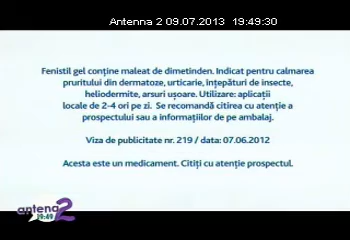 Antenna 2 09.07.2013 19:49:30
Fenistil gel conține maleat de dimetinden. Indicat pentru calmarea
pruritului din dermatoze, urticarie, înțepături de insecte,
heliodermite, arsuri ușoare. Utilizare: aplicații
locale de 2-4 ori pe zi. Se recomandă citirea cu atenție a
prospectului sau a informațiilor de pe ambalaj.
Viza de publicitate nr. 219 / data: 07.06.2012
Acesta este un medicament. Citiți cu atenție prospectul.
antena 2
19:49